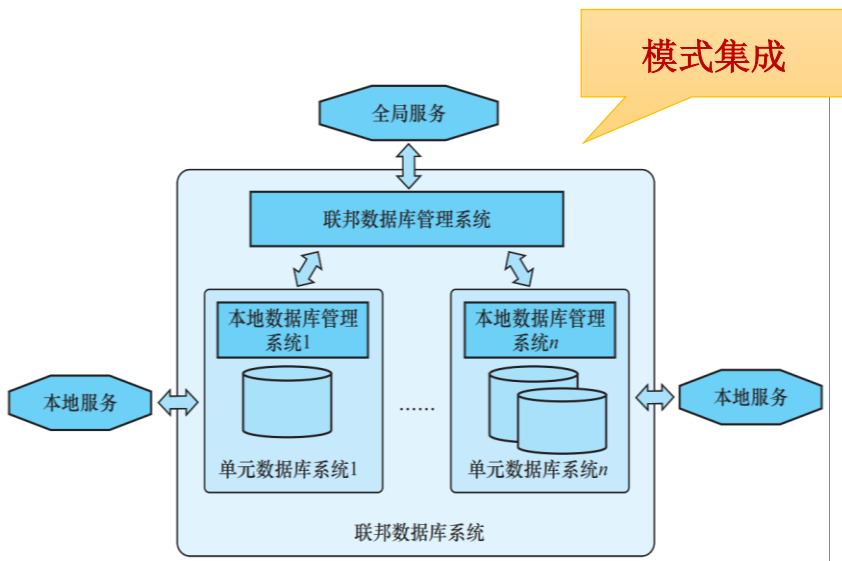 模式集成
全局服务
联邦数据库管理系统
本地数据库管理
系统1
本地数据库管理
系统n
本地服务
......
本地服务
单元数据库系统1
单元数据库系统n
联邦数据库系统